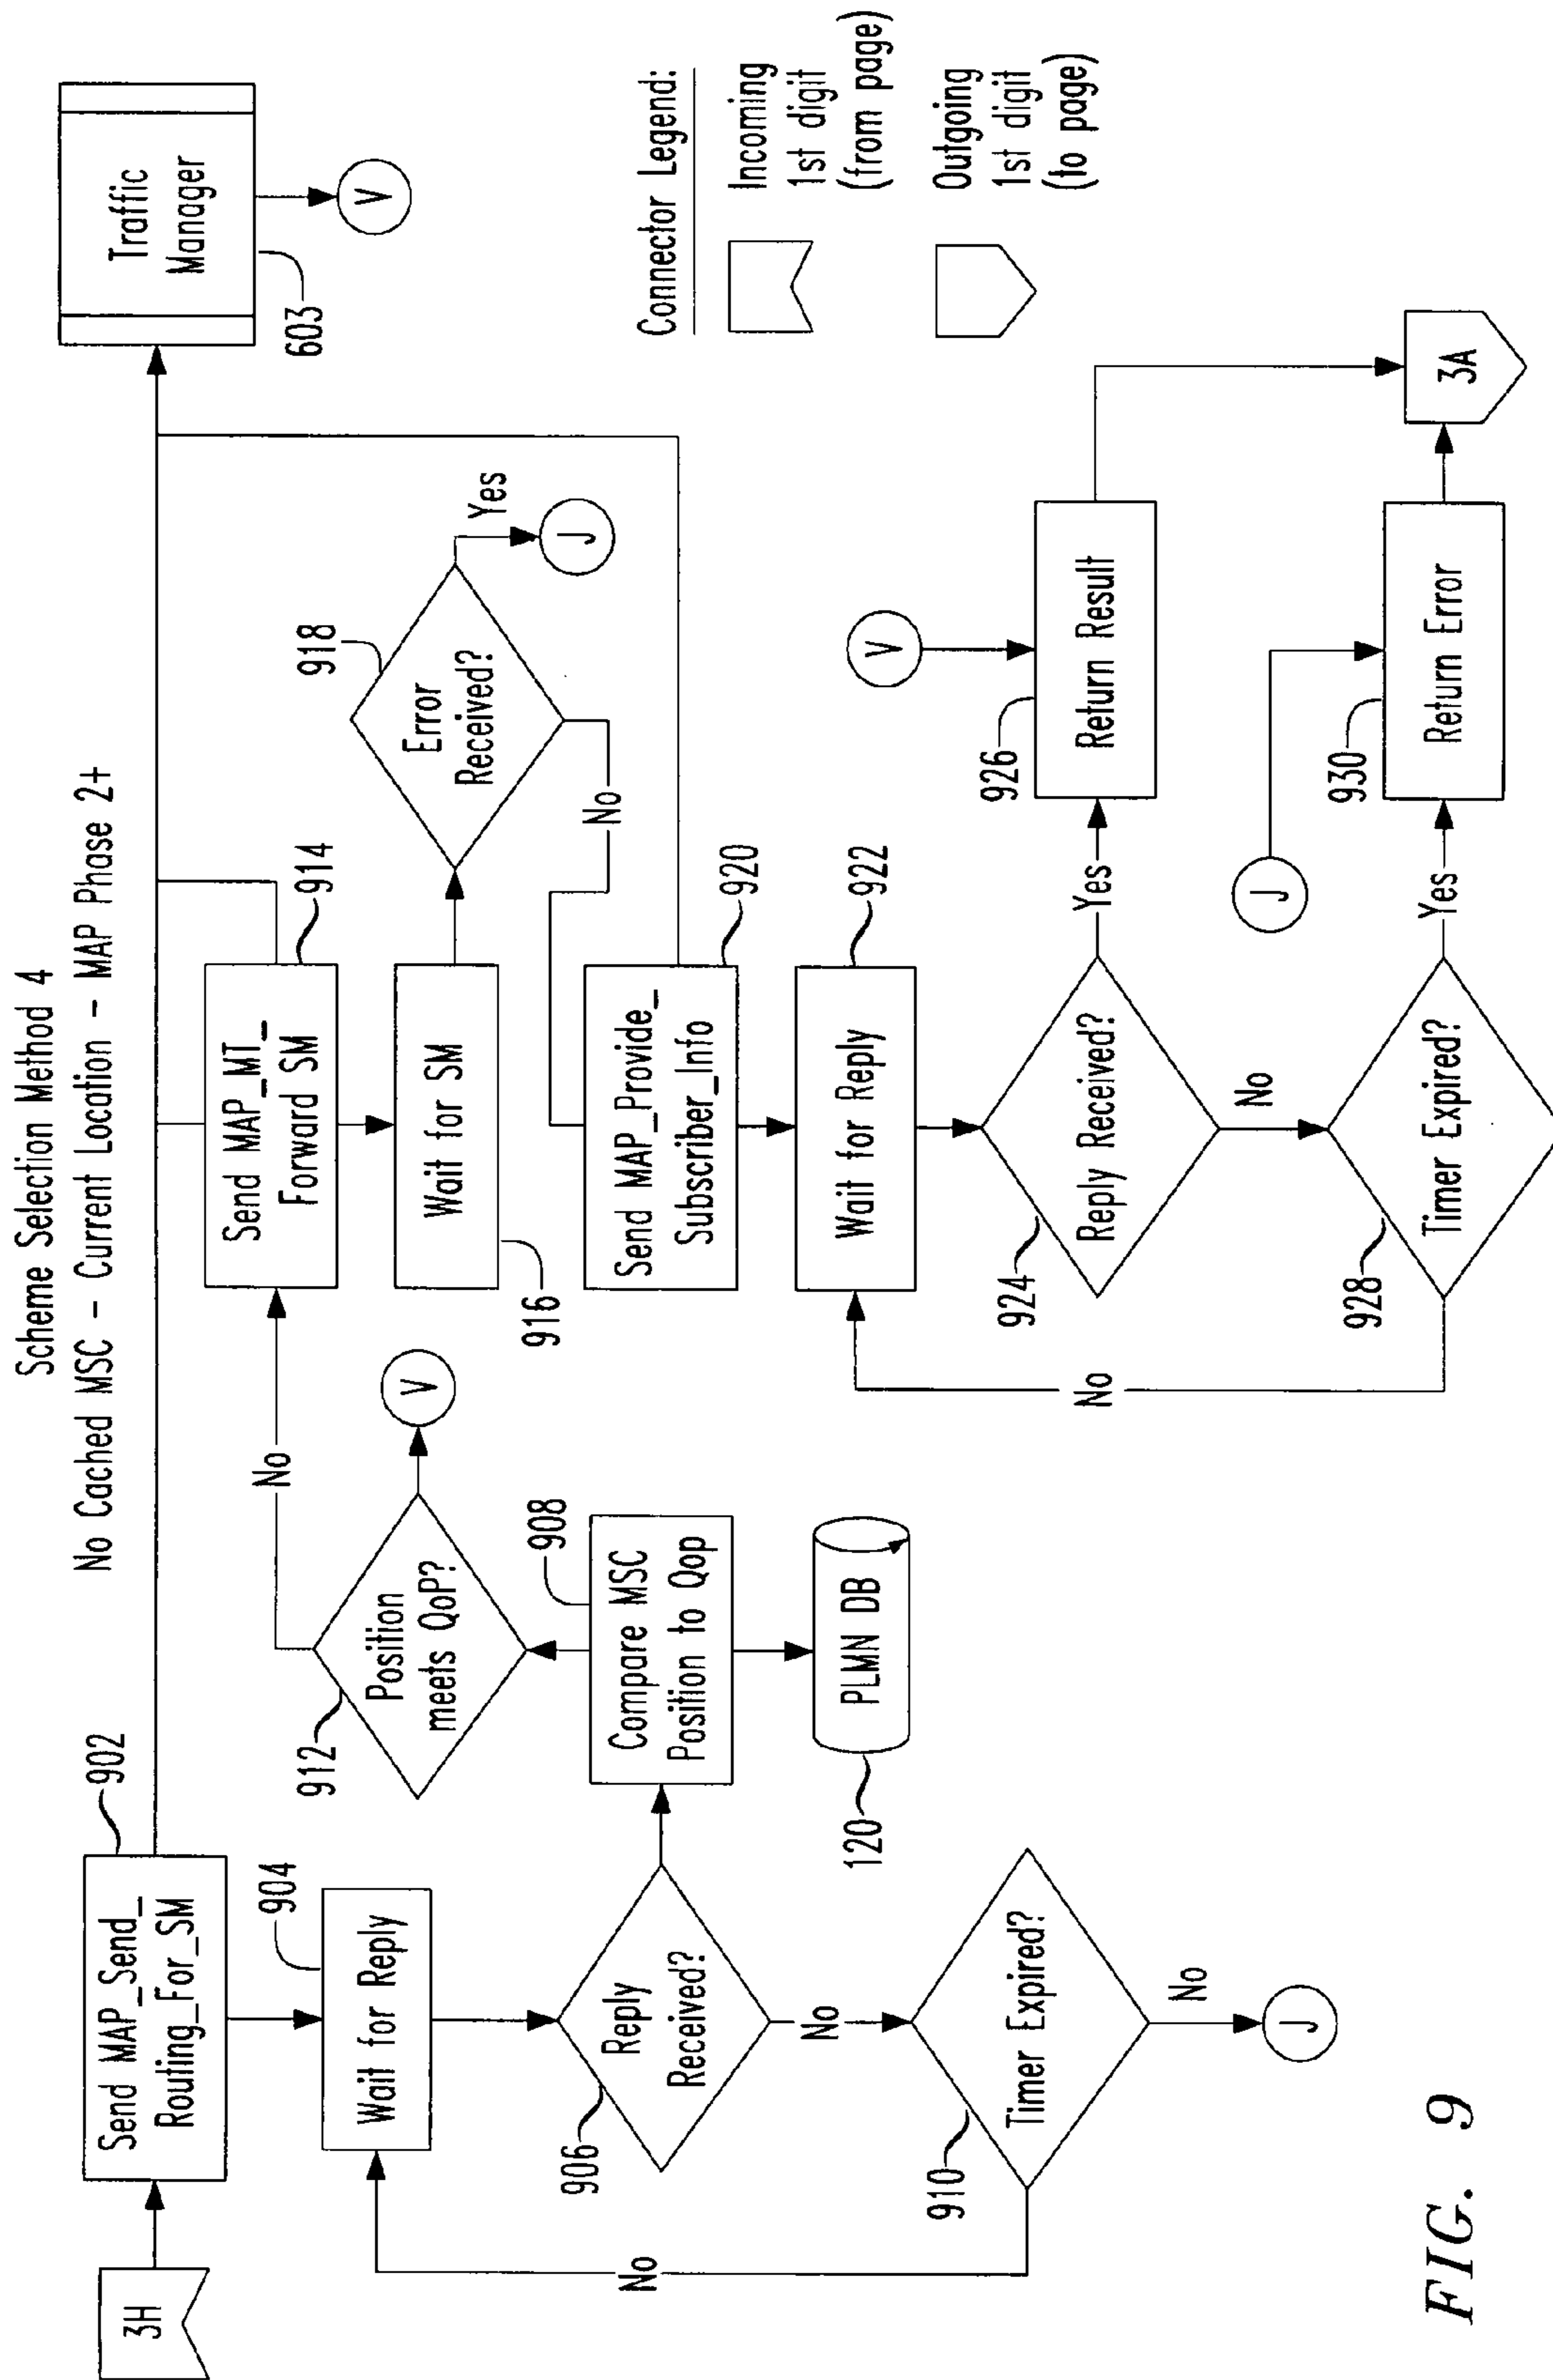 Scheme Selection Method 4
No Cached MSC - Current Location - MAP Phase 2+
3H
Send MAP_Send_
Routing_For_SM
902
Traffic
Manager
603
V
Wait for Reply
904
Reply
Received?
906
No
Timer Expired?
910
No
No
J
Compare MSC
Position to Qop
908
PLMN DB
120
Position
meets QoP?
912
V
No
Send MAP_MT_
Forward SM
914
Wait for SM
916
Error
Received?
918
Yes
J
No
Send MAP_Provide_
Subscriber_Info
920
Wait for Reply
922
Reply Received?
924
Yes
V
Return Result
926
No
Timer Expired?
928
No
Yes
J
Return Error
930
3A
Connector Legend:
Incoming
1st digit
(from page)
Outgoing
1st digit
(to page)
FIG. 9